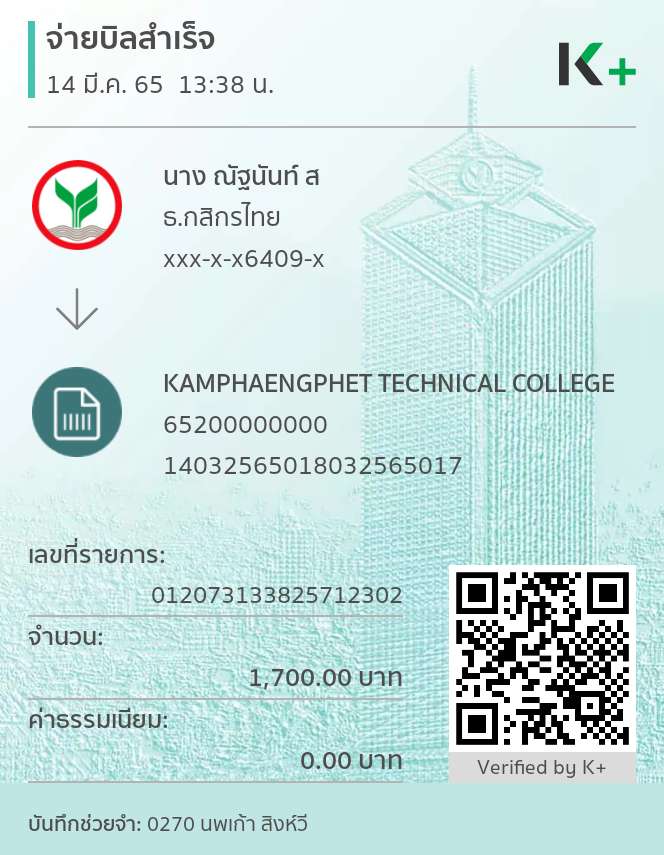 จ่ายบิลสำเร็จ
14 มี.ค. 65 13:38 น.
K+
นาง ณัฐนันท์ ส
ธ.กสิกรไทย
xxx-x-x6409-x
KAMPHAENGPHET TECHNICAL COLLEGE
65200000000
14032565018032565017
เลขที่รายการ:
012073133825712302
จำนวน:
1,700.00 บาท
ค่าธรรมเนียม:
0.00 บาท
Verified by K+
บันทึกช่วยจำ: 0270 นพเก้า สิงห์วี